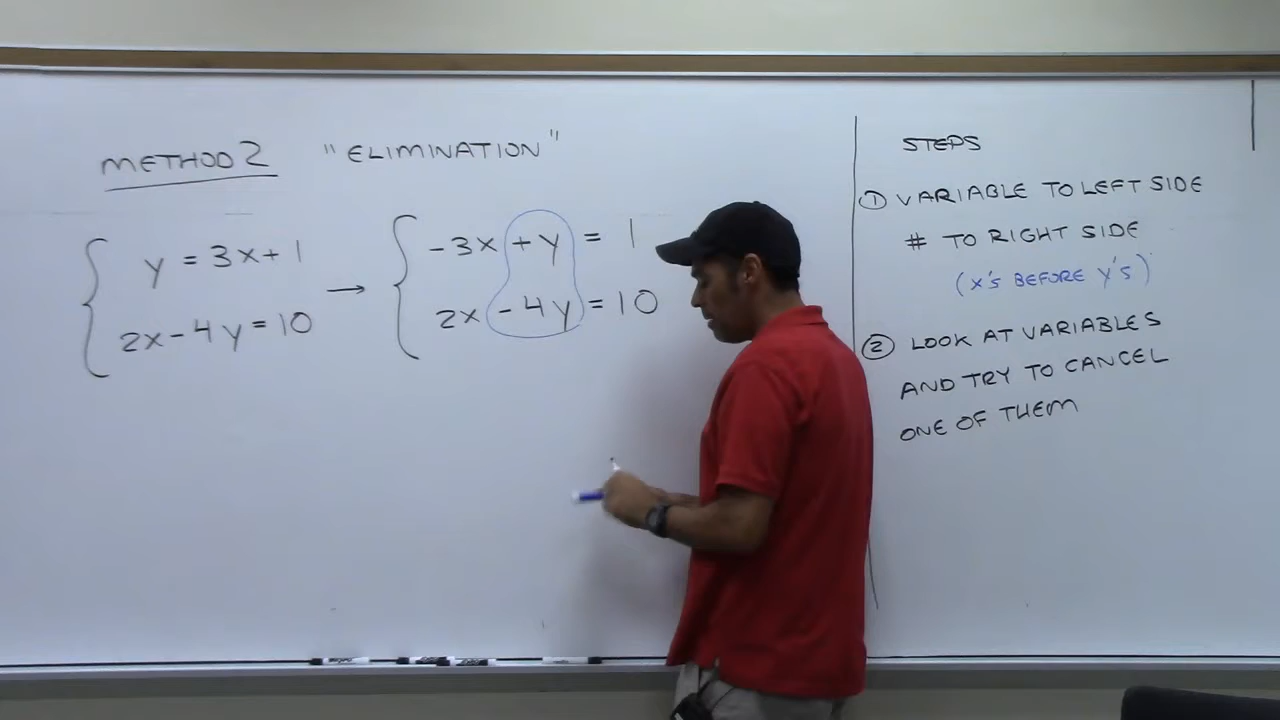 METHOD 2 "ELIMINATION"
y = 3x + 1 → -3x + y = 1
2x - 4y = 10 2x - 4y = 10
STEPS
① VARIABLE TO LEFT SIDE
# TO RIGHT SIDE
(X'S BEFORE Y'S)
② LOOK AT VARIABLES
AND TRY TO CANCEL
ONE OF THEM